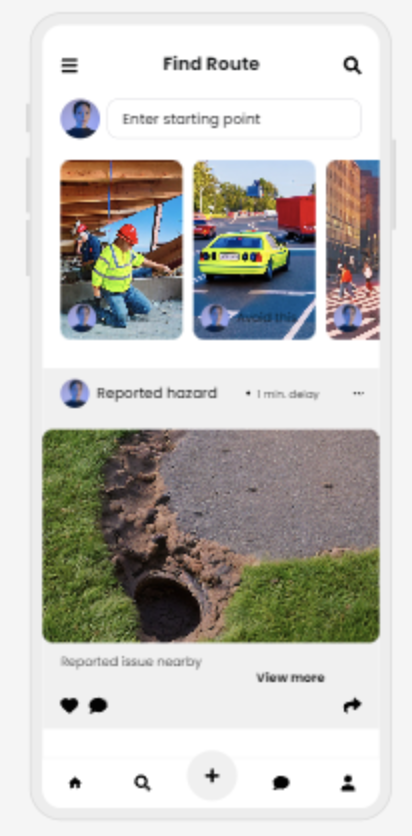 Find Route
Enter starting point
Avoid this
Reported hazard
• 1 min. delay
Reported issue nearby
View more